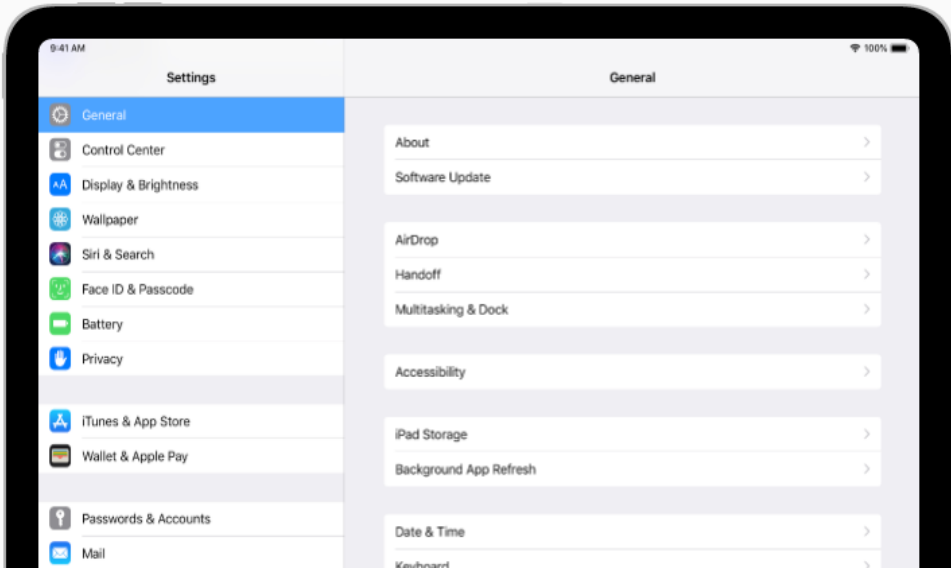 9:41 AM
100%
Settings
General
General
Control Center
AA
Display & Brightness
Wallpaper
Siri & Search
Face ID & Passcode
Battery
Privacy
iTunes & App Store
Wallet & Apple Pay
Passwords & Accounts
Mail
About
Software Update
AirDrop
Handoff
Multitasking & Dock
Accessibility
iPad Storage
Background App Refresh
Date & Time
Keyboard